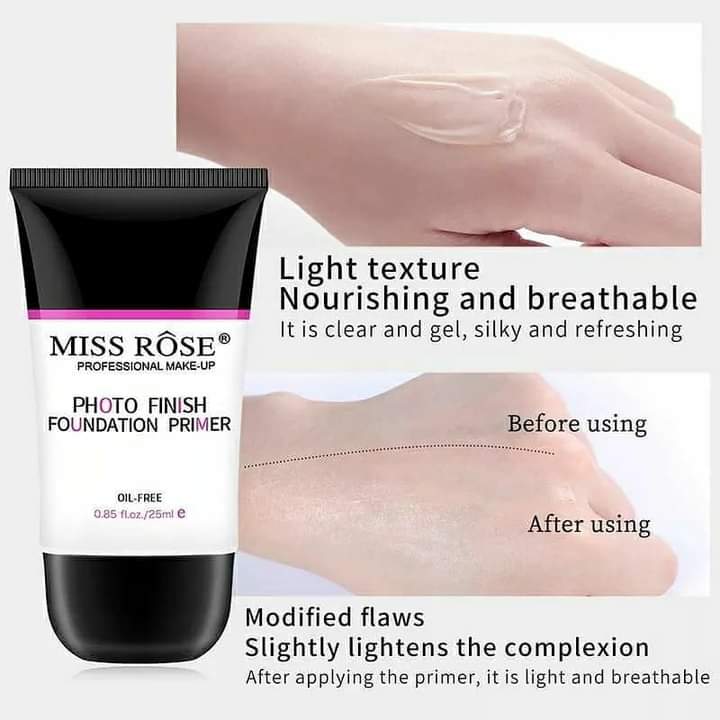 MISS RÔSE®
PROFESSIONAL MAKE-UP
PHOTO FINISH
FOUNDATION PRIMER
OIL-FREE
0.85 fl.oz./25ml e
Light texture
Nourishing and breathable
It is clear and gel, silky and refreshing
Before using
After using
Modified flaws
Slightly lightens the complexion
After applying the primer, it is light and breathable